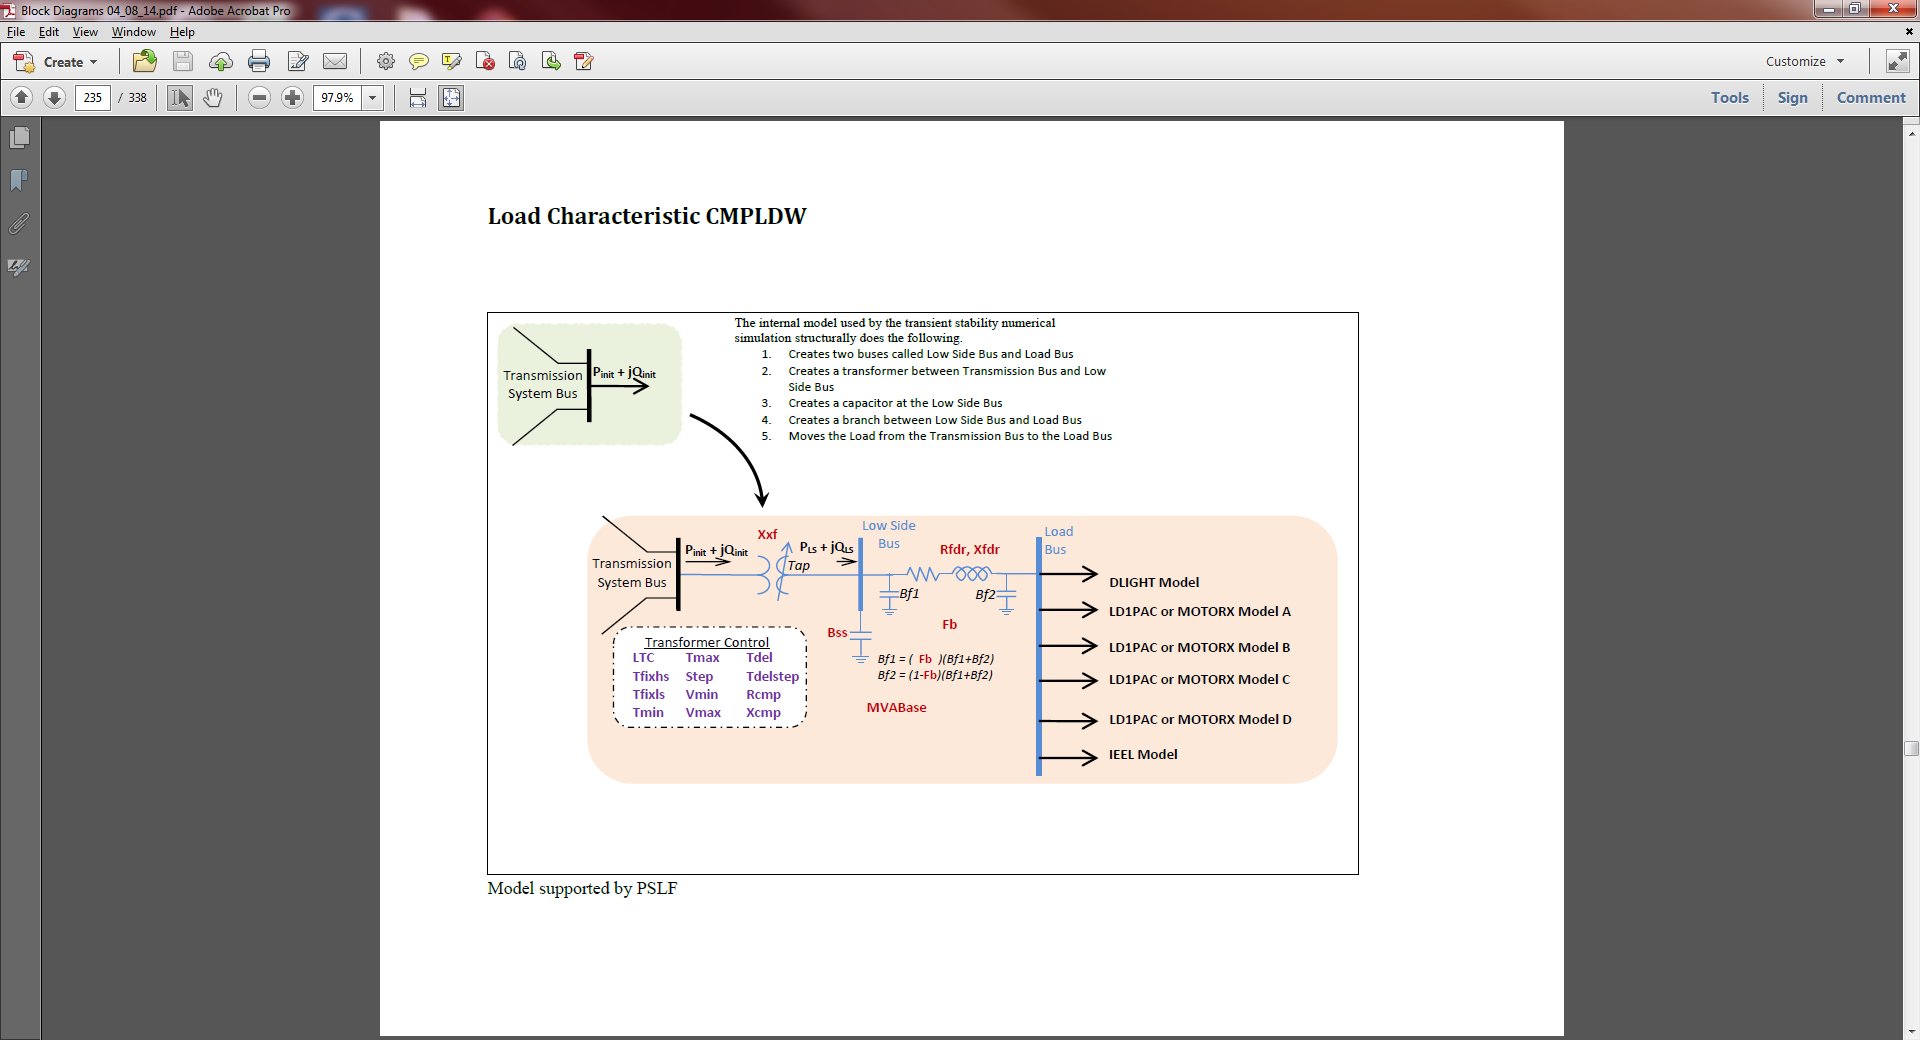 Block Diagrams 04_08_14.pdf - Adobe Acrobat Pro
File Edit View Window Help
Create
Customize
235 / 338
97.9%
Tools Sign Comment
Load Characteristic CMPLDW
The internal model used by the transient stability numerical
simulation structurally does the following.
1. Creates two buses called Low Side Bus and Load Bus
2. Creates a transformer between Transmission Bus and Low
Side Bus
3. Creates a capacitor at the Low Side Bus
4. Creates a branch between Low Side Bus and Load Bus
5. Moves the Load from the Transmission Bus to the Load Bus
Transmission
System Bus
Pinit + jQinit
Transmission
System Bus
Pinit + jQinit
Xxf
Tap
PLS + jQLS
Low Side
Bus
Rfdr, Xfdr
Load
Bus
Bf1
Bf2
Fb
Bss
Bf1 = ( Fb )(Bf1+Bf2)
Bf2 = (1-Fb)(Bf1+Bf2)
MVABase
Transformer Control
LTC Tmax Tdel
Tfixhs Step Tdelstep
Tfixls Vmin Rcmp
Tmin Vmax Xcmp
DLIGHT Model
LD1PAC or MOTORX Model A
LD1PAC or MOTORX Model B
LD1PAC or MOTORX Model C
LD1PAC or MOTORX Model D
IEEL Model
Model supported by PSLF